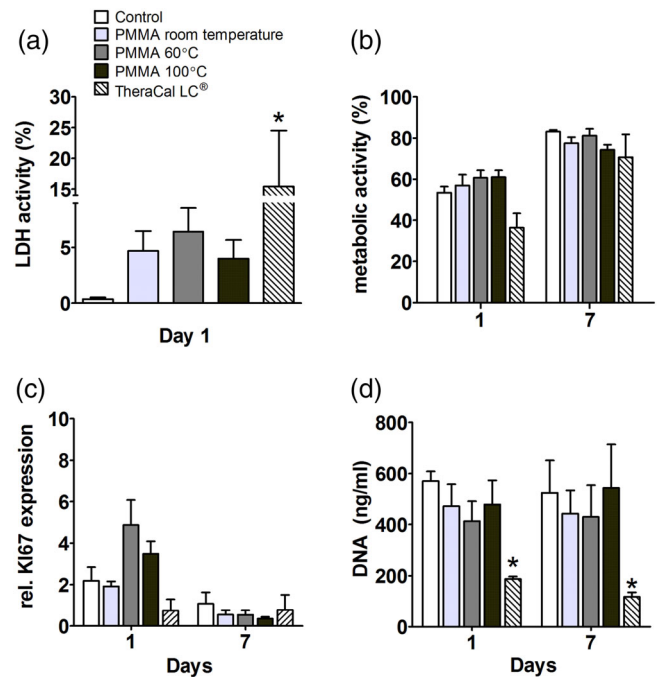 Control
PMMA room temperature
PMMA 60°C
PMMA 100°C
TheraCal LC®
(a)
LDH activity (%)
30
25
20
15
5
0
*
Day 1
(b)
metabolic activity (%)
100
80
60
40
20
0
1 7
(c)
rel. KI67 expression
10
8
6
4
2
0
1 7
Days
(d)
DNA (ng/ml)
800
600
400
200
0
* *
1 7
Days